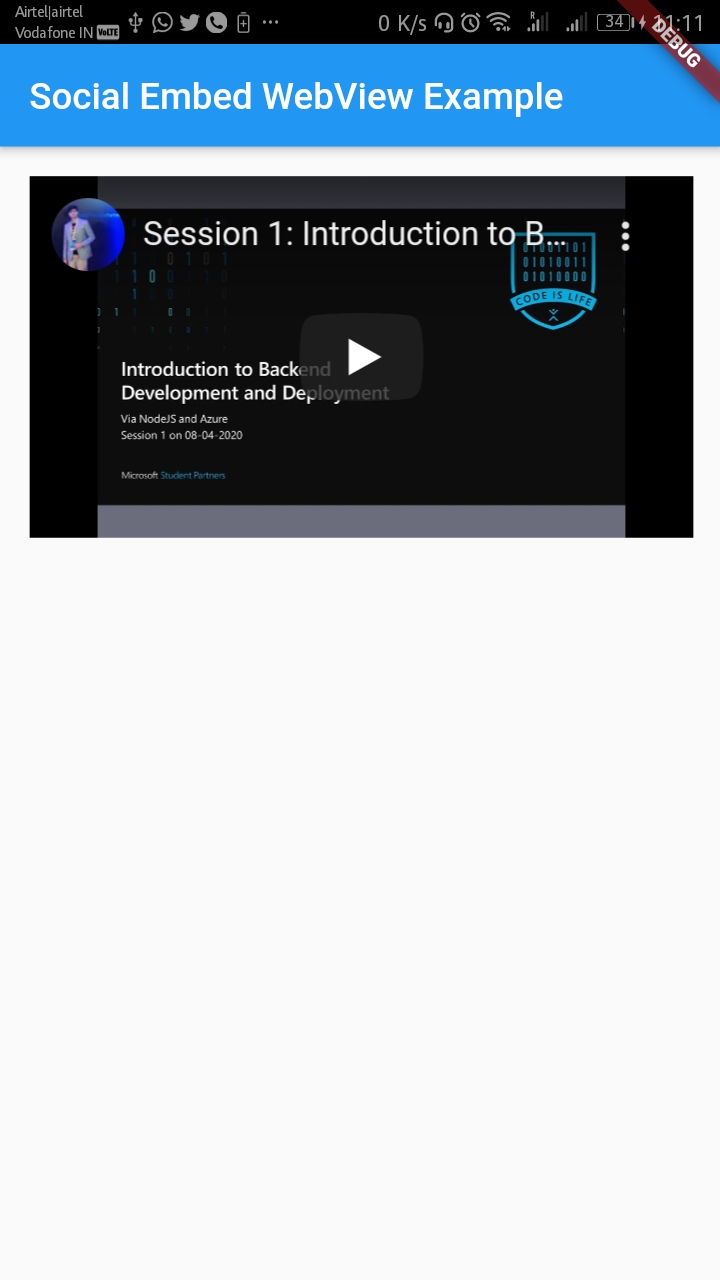 Airtel|airtel
Vodafone IN VoLTE
0 K/s R 34 11:11
DEBUG
Social Embed WebView Example
Session 1: Introduction to B...
01001101
01010011
01010000
CODE IS LIFE
Introduction to Backend
Development and Deployment
Via NodeJS and Azure
Session 1 on 08-04-2020
Microsoft Student Partners